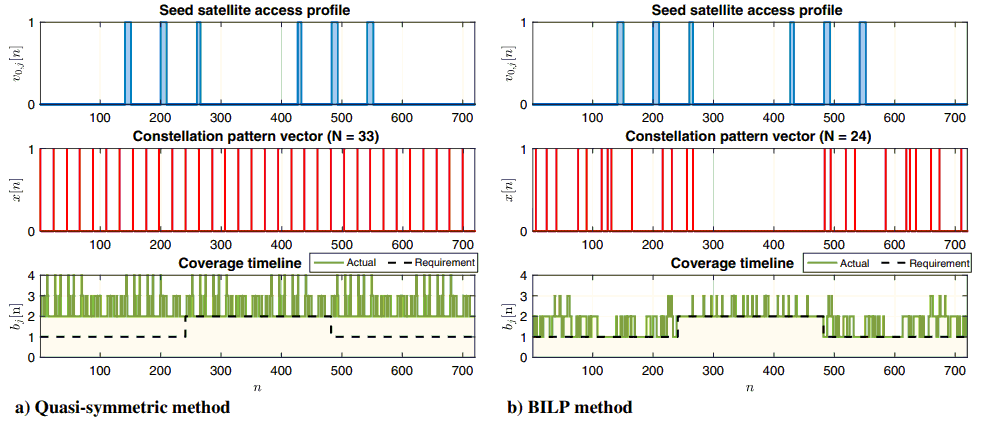 Seed satellite access profile
1
v0,j[n]
0
100 200 300 400 500 600 700
Constellation pattern vector (N = 33)
1
x[n]
0
100 200 300 400 500 600 700
Coverage timeline
Actual Requirement
4
3
2
1
0
bj[n]
100 200 300 400 500 600 700
n
a) Quasi-symmetric method
Seed satellite access profile
1
v0,j[n]
0
100 200 300 400 500 600 700
Constellation pattern vector (N = 24)
1
x[n]
0
100 200 300 400 500 600 700
Coverage timeline
Actual Requirement
4
3
2
1
0
bj[n]
100 200 300 400 500 600 700
n
b) BILP method